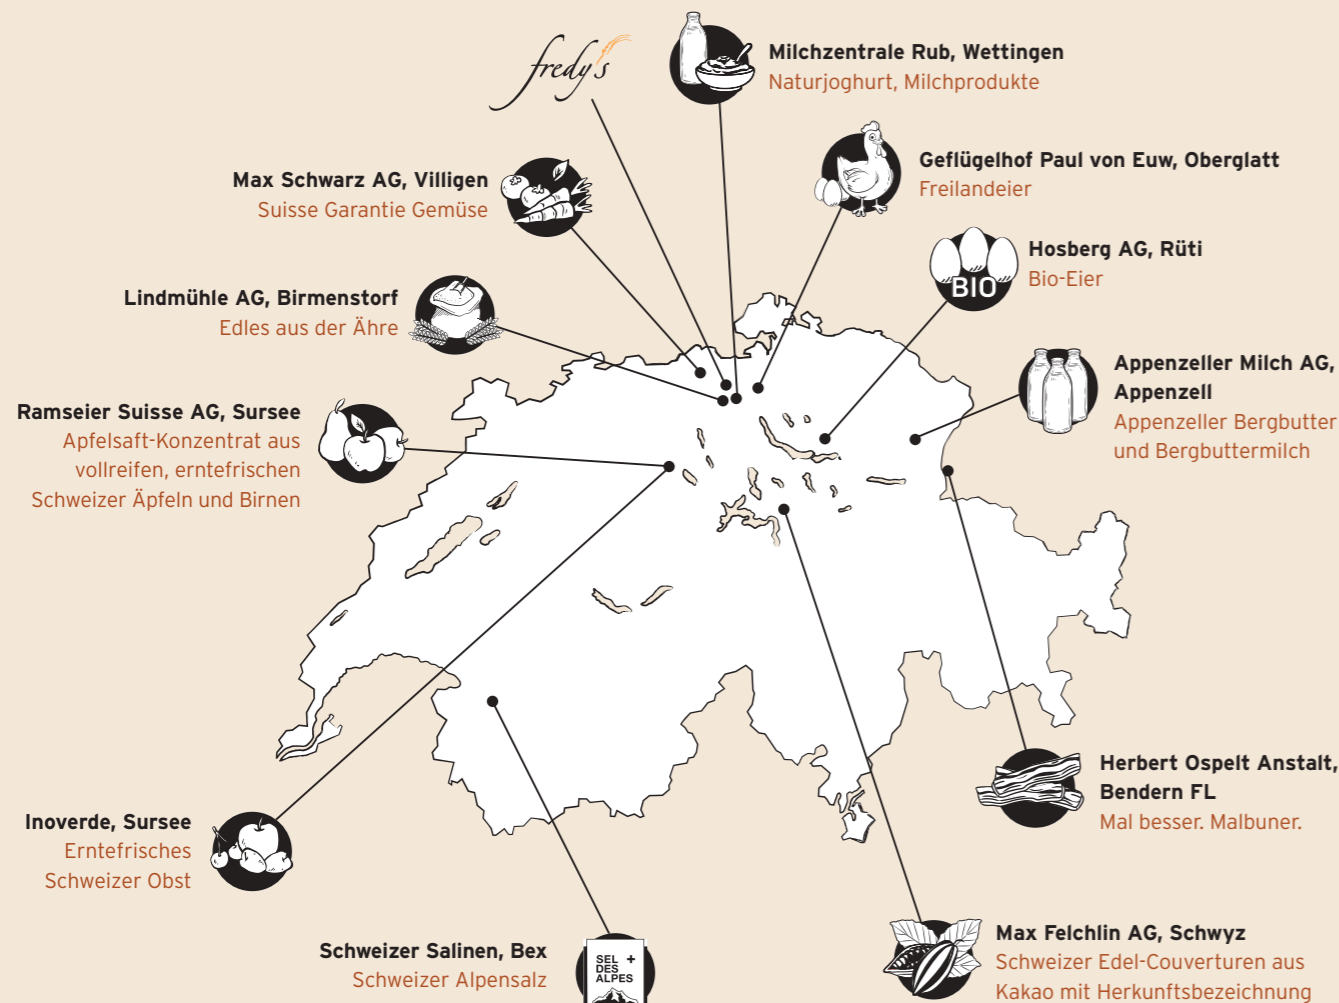 fredy's
Milchzentrale Rub, Wettingen
Naturjoghurt, Milchprodukte
Geflügelhof Paul von Euw, Oberglatt
Freilandeier
Max Schwarz AG, Villigen
Suisse Garantie Gemüse
Hosberg AG, Rüti
Bio-Eier
BIO
Lindmühle AG, Birmenstorf
Edles aus der Ähre
Appenzeller Milch AG,
Appenzell
Appenzeller Bergbutter
und Bergbuttermilch
Ramseier Suisse AG, Sursee
Apfelsaft-Konzentrat aus
vollreifen, erntefrischen
Schweizer Äpfeln und Birnen
Herbert Ospelt Anstalt,
Bendern FL
Mal besser. Malbuner.
Inoverde, Sursee
Erntefrisches
Schweizer Obst
Schweizer Salinen, Bex
Schweizer Alpensalz
SEL +
DES
ALPES
Max Felchlin AG, Schwyz
Schweizer Edel-Couverturen aus
Kakao mit Herkunftsbezeichnung